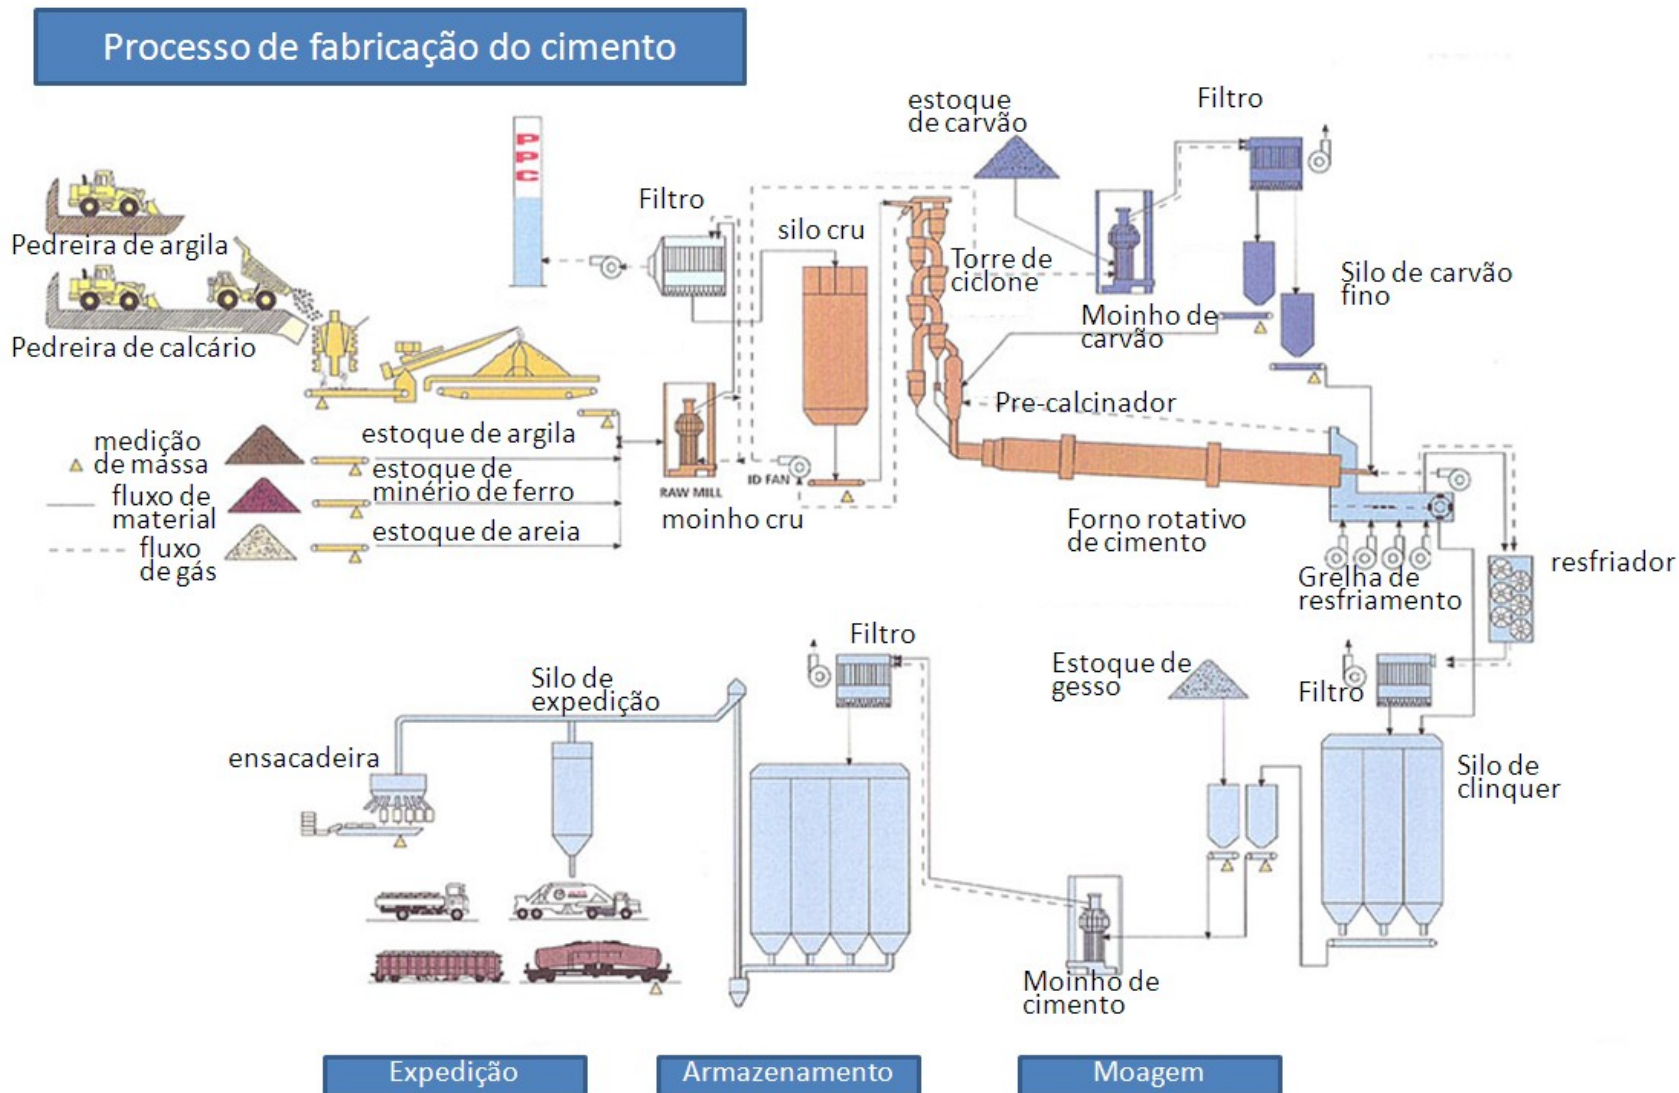 Processo de fabricação do cimento
estoque
de carvão
Filtro
PPC
Pedreira de argila
Filtro
silo cru
Torre de
ciclone
Silo de carvão
fino
Pedreira de calcário
Moinho de
carvão
Pre-calcinador
medição
de massa
estoque de argila
estoque de
minério de ferro
fluxo de
material
RAW MILL
ID FAN
moinho cru
estoque de areia
fluxo
de gás
Forno rotativo
de cimento
Grelha de
resfriamento
resfriador
Filtro
Silo de
expedição
Estoque de
gesso
Filtro
ensacadeira
Silo de
clinquer
Moinho de
cimento
Expedição
Armazenamento
Moagem